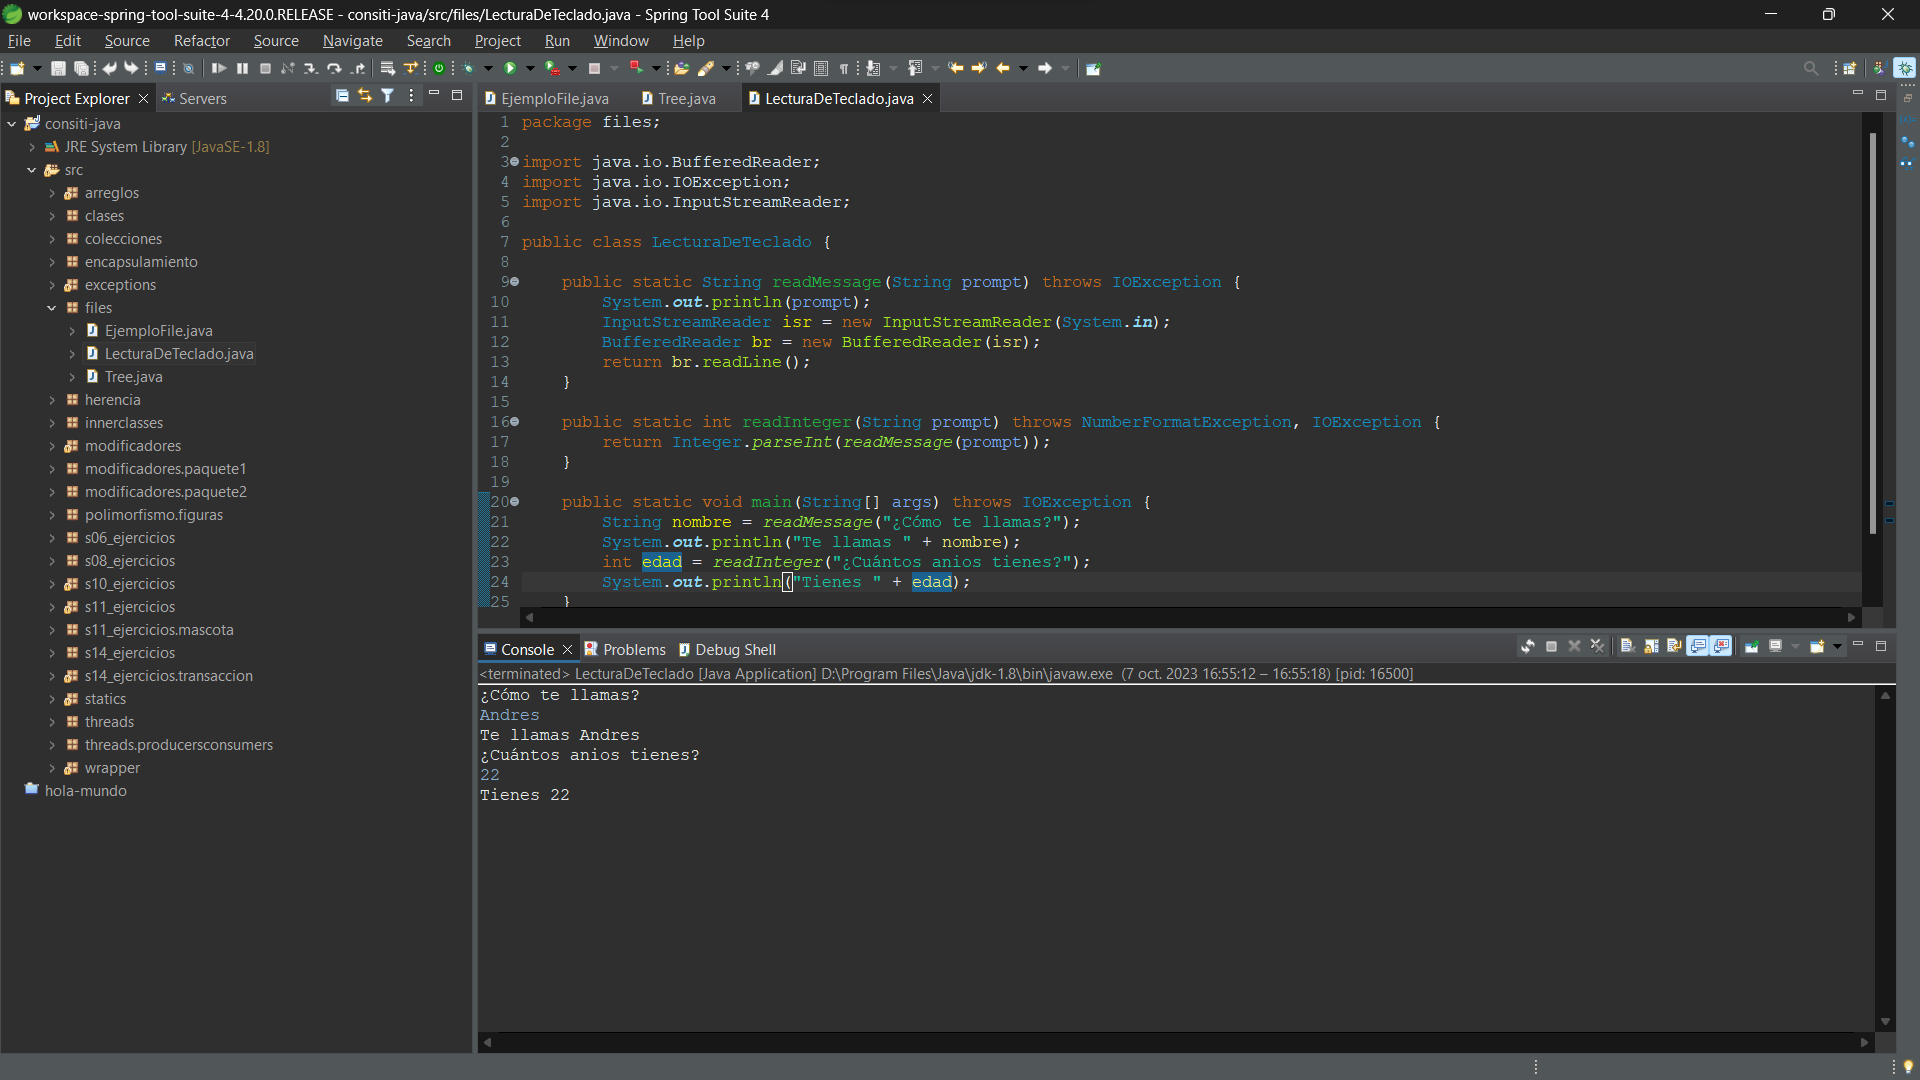 workspace-spring-tool-suite-4-4.20.0.RELEASE - consiti-java/src/files/LecturaDeTeclado.java - Spring Tool Suite 4
File Edit Source Refactor Source Navigate Search Project Run Window Help
Project Explorer Servers
consiti-java
JRE System Library [JavaSE-1.8]
src
arreglos
clases
colecciones
encapsulamiento
exceptions
files
EjemploFile.java
LecturaDeTeclado.java
Tree.java
herencia
innerclasses
modificadores
modificadores.paquete1
modificadores.paquete2
polimorfismo.figuras
s06_ejercicios
s08_ejercicios
s10_ejercicios
s11_ejercicios
s11_ejercicios.mascota
s14_ejercicios
s14_ejercicios.transaccion
statics
threads
threads.producersconsumers
wrapper
hola-mundo
EjemploFile.java Tree.java LecturaDeTeclado.java
1 package files;
2
3 import java.io.BufferedReader;
4 import java.io.IOException;
5 import java.io.InputStreamReader;
6
7 public class LecturaDeTeclado {
8
9     public static String readMessage(String prompt) throws IOException {
10         System.out.println(prompt);
11         InputStreamReader isr = new InputStreamReader(System.in);
12         BufferedReader br = new BufferedReader(isr);
13         return br.readLine();
14     }
15
16     public static int readInteger(String prompt) throws NumberFormatException, IOException {
17         return Integer.parseInt(readMessage(prompt));
18     }
19
20     public static void main(String[] args) throws IOException {
21         String nombre = readMessage("¿Cómo te llamas?");
22         System.out.println("Te llamas " + nombre);
23         int edad = readInteger("¿Cuántos anios tienes?");
24         System.out.println("Tienes " + edad);
25     }
Console Problems Debug Shell
<terminated> LecturaDeTeclado [Java Application] D:\Program Files\Java\jdk-1.8\bin\javaw.exe (7 oct. 2023 16:55:12 – 16:55:18) [pid: 16500]
¿Cómo te llamas?
Andres
Te llamas Andres
¿Cuántos anios tienes?
22
Tienes 22